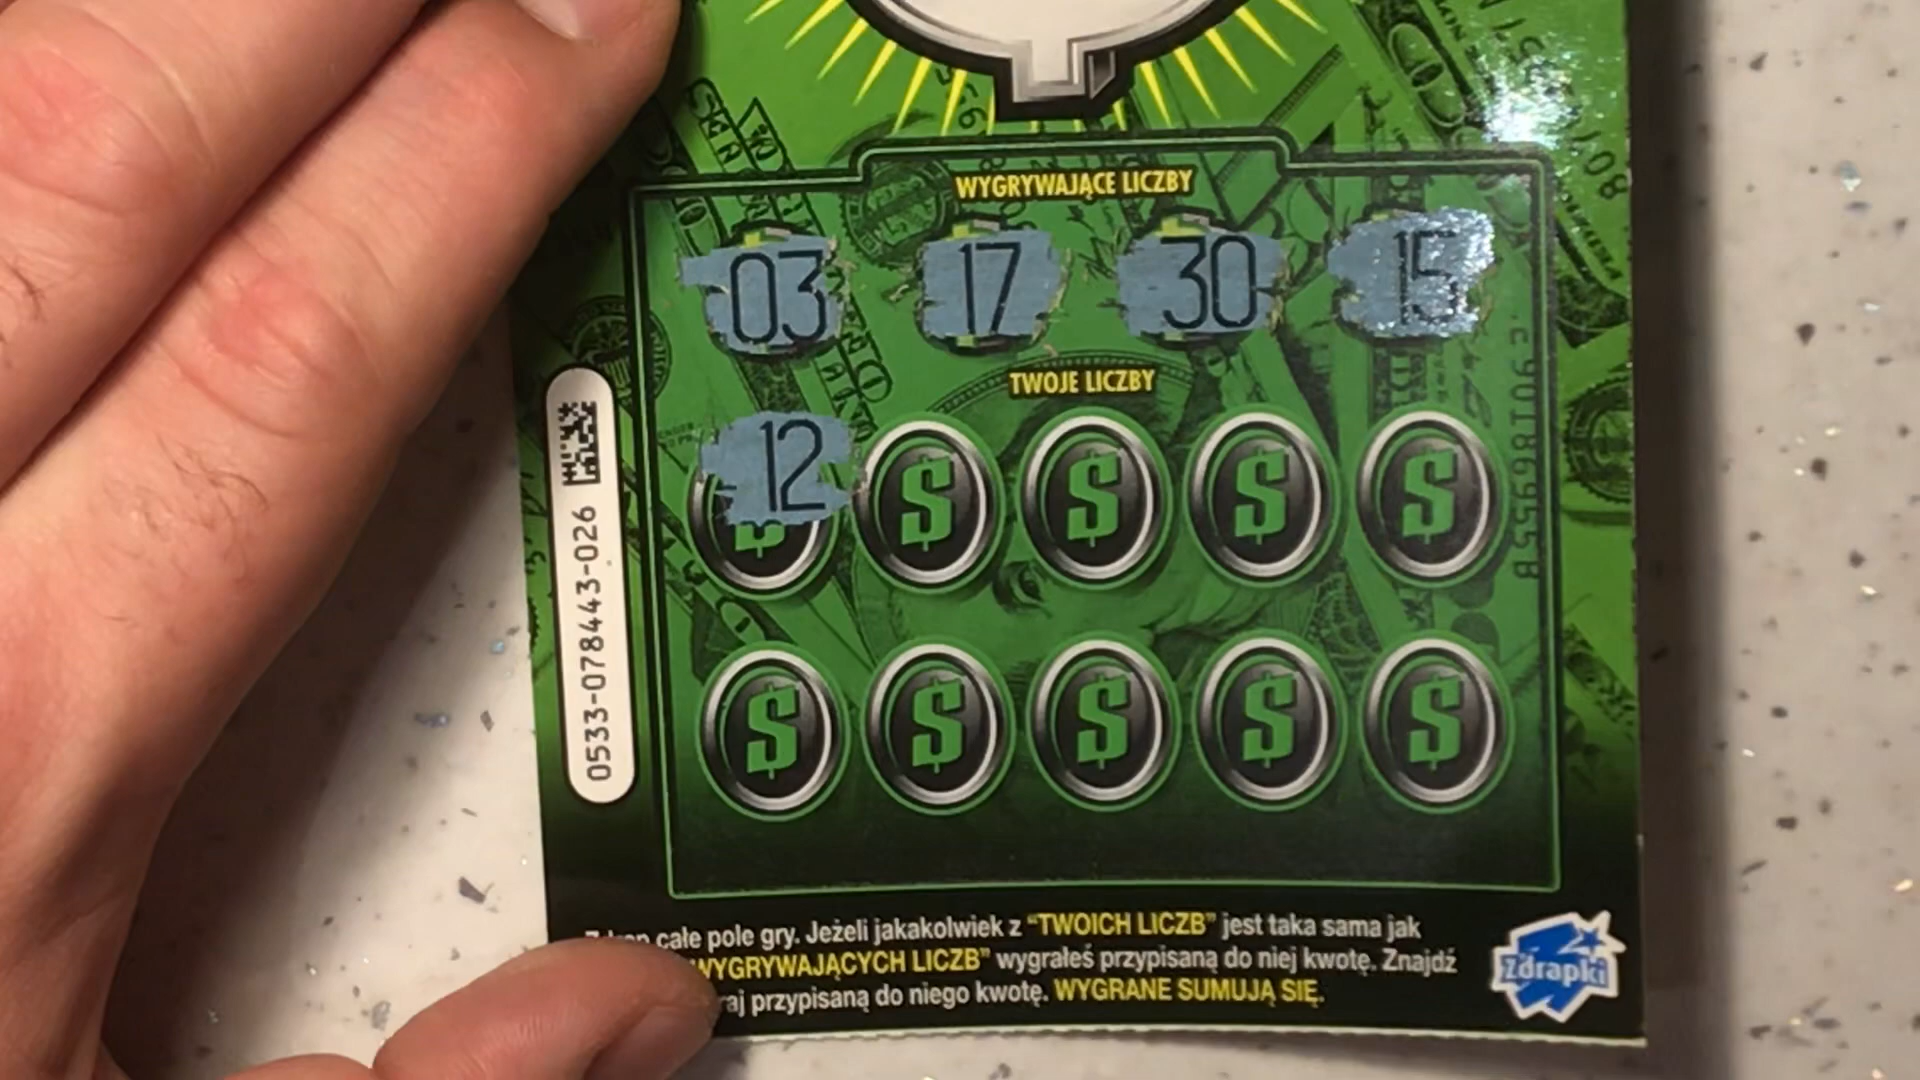 WYGRYWAJĄCE LICZBY
03 17 30 15
TWOJE LICZBY
12
$ $ $ $
$ $ $ $ $
0533-078443-026
całe pole gry. Jeżeli jakakolwiek z "TWOICH LICZB" jest taka sama jak
"WYGRYWAJĄCYCH LICZB" wygrałeś przypisaną do niej kwotę. Znajdź
przypisaną do niego kwotę. WYGRANE SUMUJĄ SIĘ.
Zdrapki